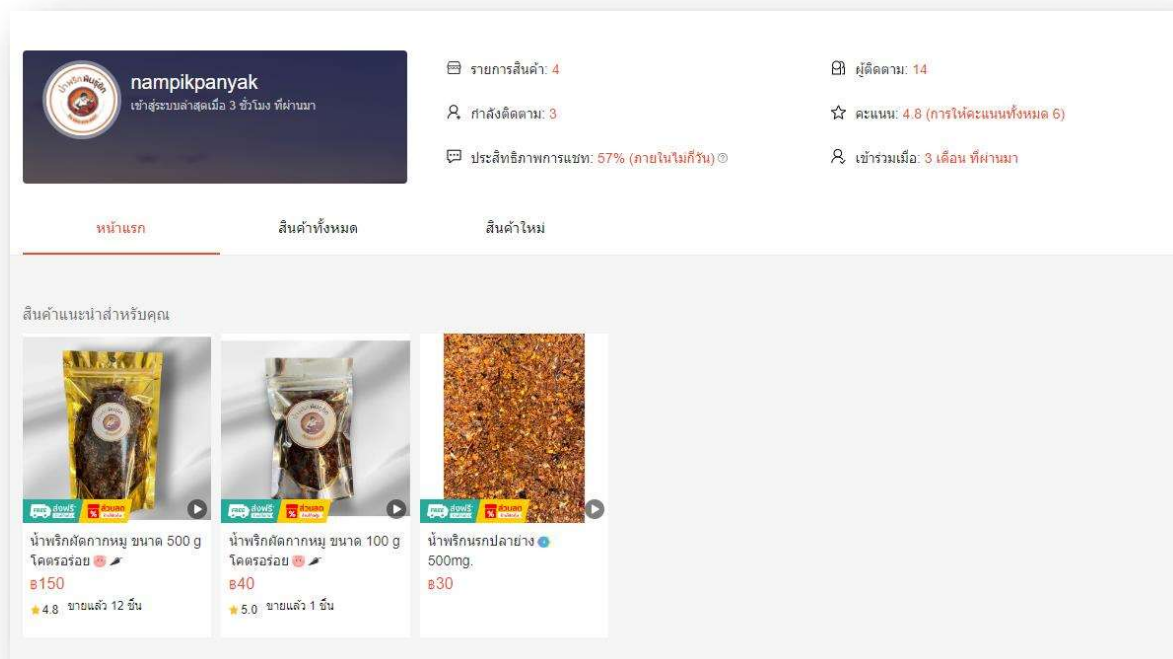 nampikpanyak
เข้าสู่ระบบล่าสุดเมื่อ 3 ชั่วโมง ที่ผ่านมา
รายการสินค้า: 4
ผู้ติดตาม: 14
กำลังติดตาม: 3
คะแนน: 4.8 (การให้คะแนนทั้งหมด 6)
ประสิทธิภาพการแชท: 57% (ภายในไม่กี่วัน)
เข้าร่วมเมื่อ: 3 เดือน ที่ผ่านมา
หน้าแรก
สินค้าทั้งหมด
สินค้าใหม่
สินค้าแนะนำสำหรับคุณ
FREE ส่งฟรี ส่วนลด
FREE ส่งฟรี ส่วนลด
FREE ส่งฟรี ส่วนลด
น้ำพริกผัดกากหมู ขนาด 500 g
โคตรอร่อย
฿150
4.8 ขายแล้ว 12 ชิ้น
น้ำพริกผัดกากหมู ขนาด 100 g
โคตรอร่อย
฿40
5.0 ขายแล้ว 1 ชิ้น
น้ำพริกนรกปลาย่าง
500mg.
฿30